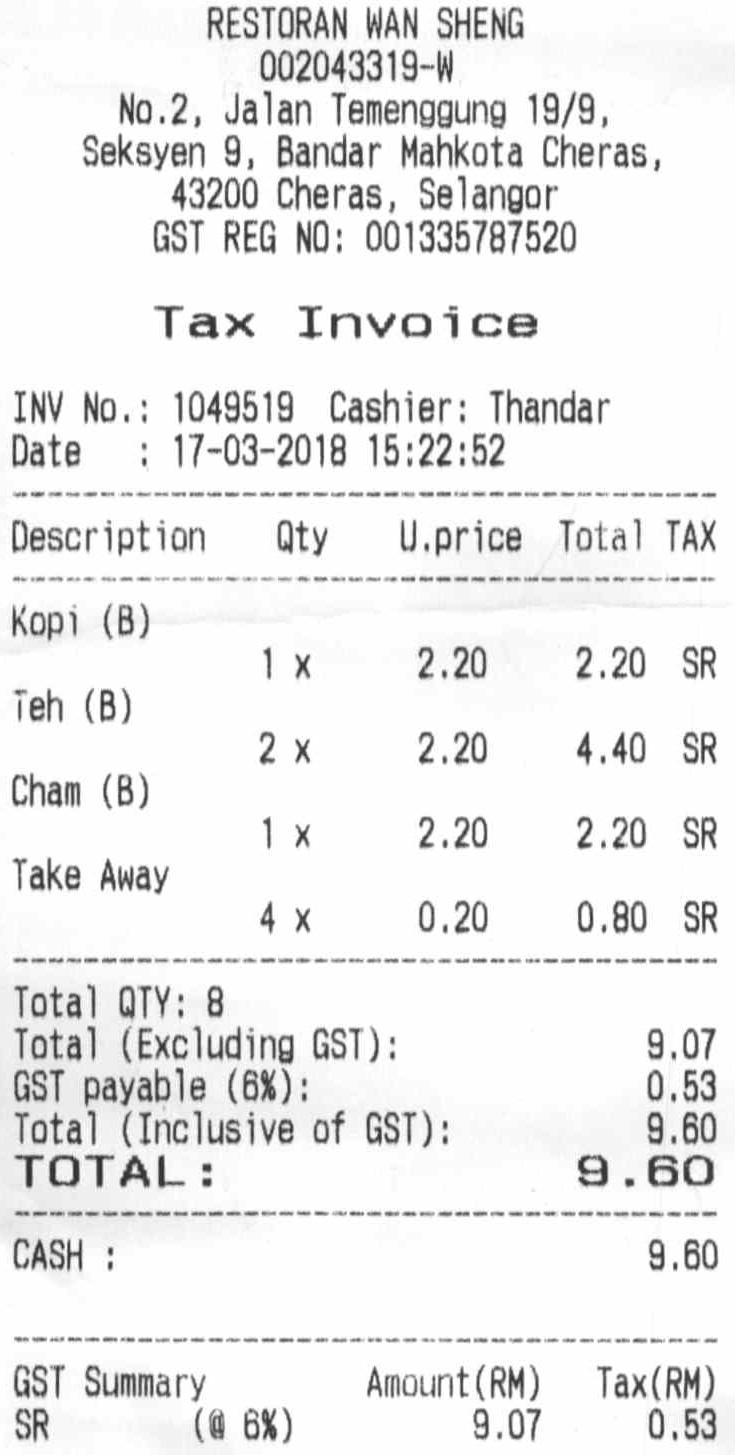 RESTORAN WAN SHENG
002043319-W
No.2, Jalan Temenggung 19/9,
Seksyen 9, Bandar Mahkota Cheras,
43200 Cheras, Selangor
GST REG NO: 001335787520
Tax Invoice
INV No.: 1049519 Cashier: Thandar
Date : 17-03-2018 15:22:52
Description Qty U.price Total TAX
Kopi (B)
1 x 2.20 2.20 SR
Teh (B)
2 x 2.20 4.40 SR
Cham (B)
1 x 2.20 2.20 SR
Take Away
4 x 0.20 0.80 SR
Total QTY: 8
Total (Excluding GST): 9.07
GST payable (6%): 0.53
Total (Inclusive of GST): 9.60
TOTAL: 9.60
CASH : 9.60
GST Summary Amount(RM) Tax(RM)
SR (@ 6%) 9.07 0.53